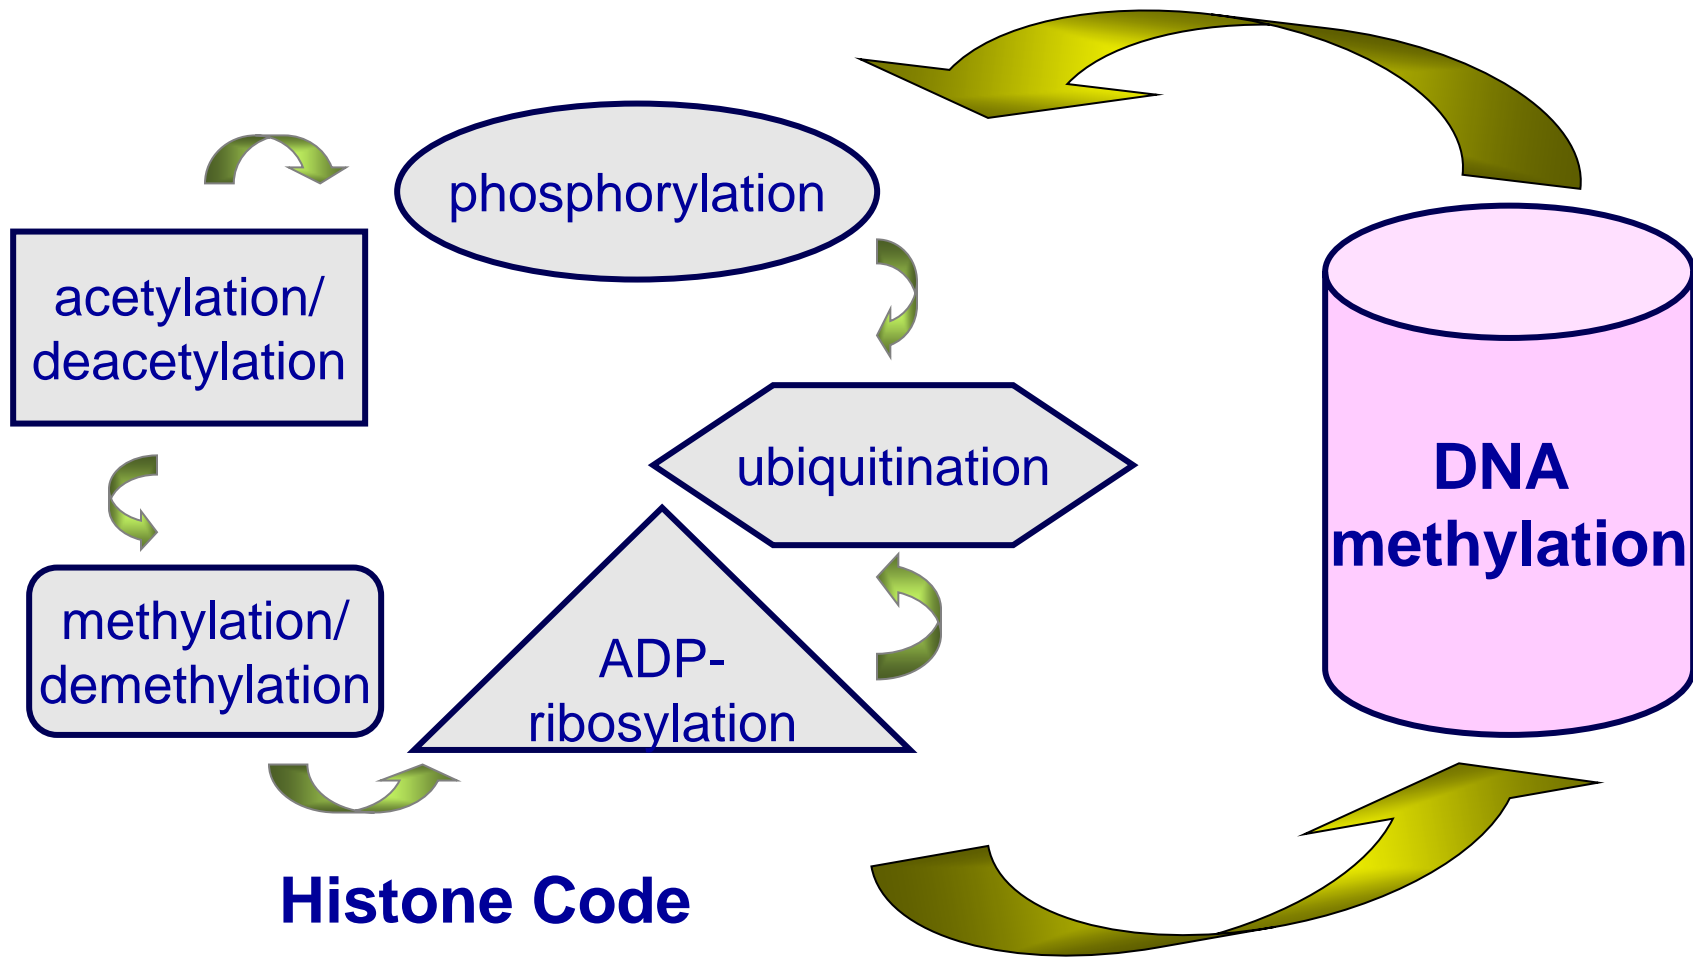 phosphorylation
acetylation/
deacetylation
ubiquitination
DNA
methylation
methylation/
demethylation
ADP-
ribosylation
Histone Code